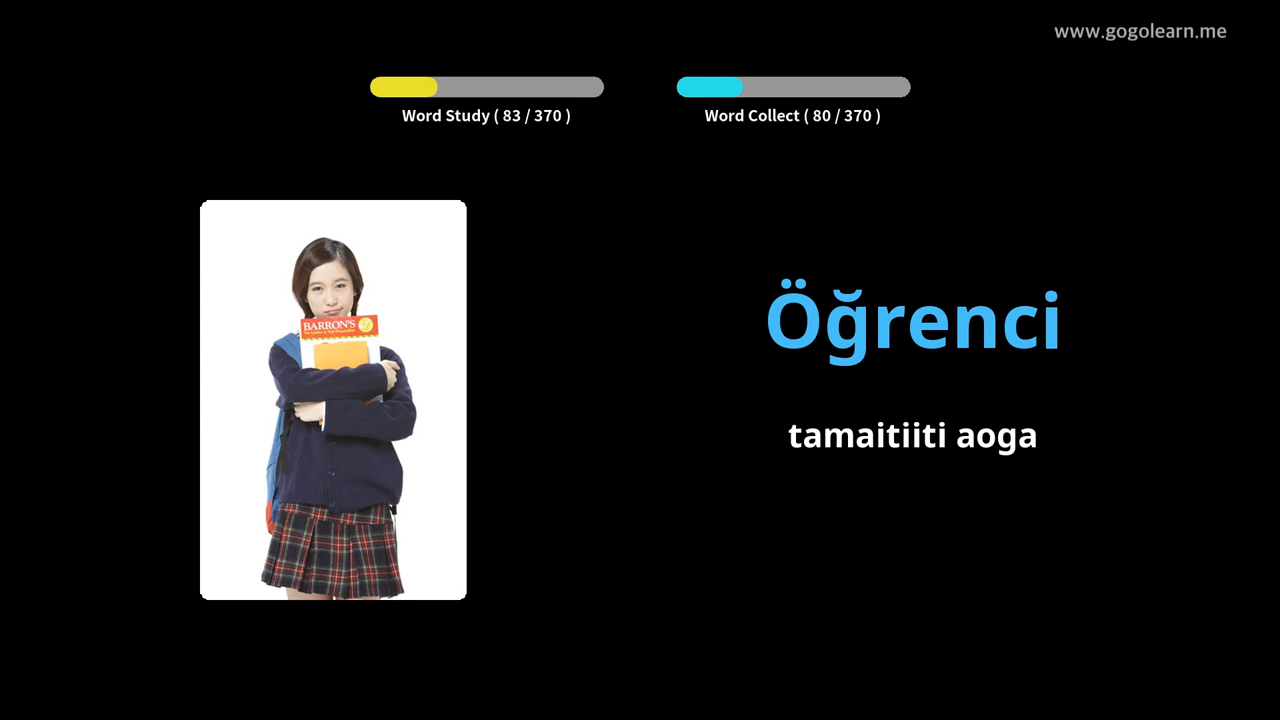 www.gogolearn.me
Word Study ( 83 / 370 )
Word Collect ( 80 / 370 )
BARRON'S
Öğrenci
tamaitiiti aoga